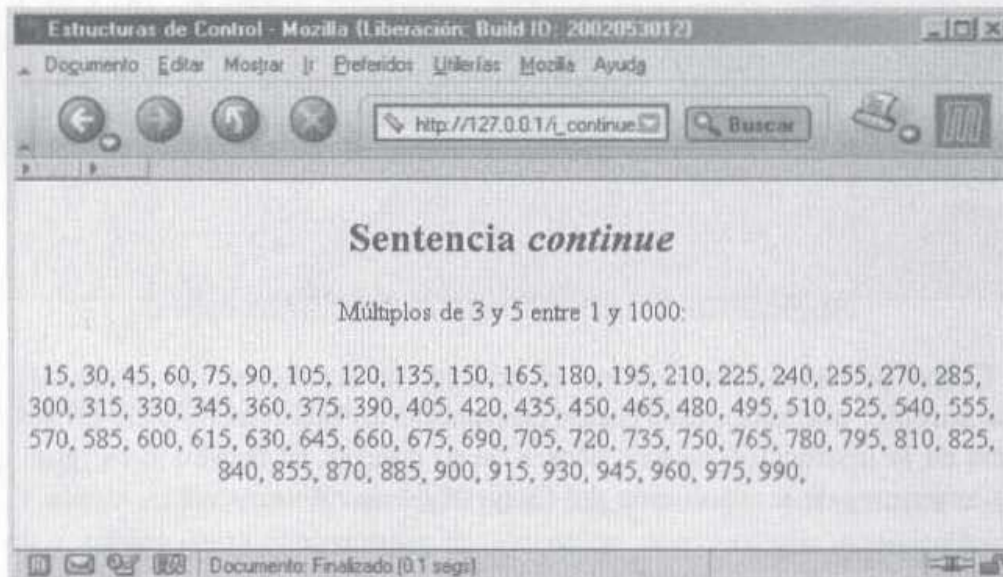 Estructuras de Control - Mozilla {Liberación: Build ID: 2002053012}
Documento Editar Mostrar Ir Preferidos Utilerías Mozilla Ayuda
http://127.0.0.1/i_continue Buscar
Sentencia continue
Múltiplos de 3 y 5 entre 1 y 1000:
15, 30, 45, 60, 75, 90, 105, 120, 135, 150, 165, 180, 195, 210, 225, 240, 255, 270, 285,
300, 315, 330, 345, 360, 375, 390, 405, 420, 435, 450, 465, 480, 495, 510, 525, 540, 555,
570, 585, 600, 615, 630, 645, 660, 675, 690, 705, 720, 735, 750, 765, 780, 795, 810, 825,
840, 855, 870, 885, 900, 915, 930, 945, 960, 975, 990,
Documento: Finalizado (0.1 segs)